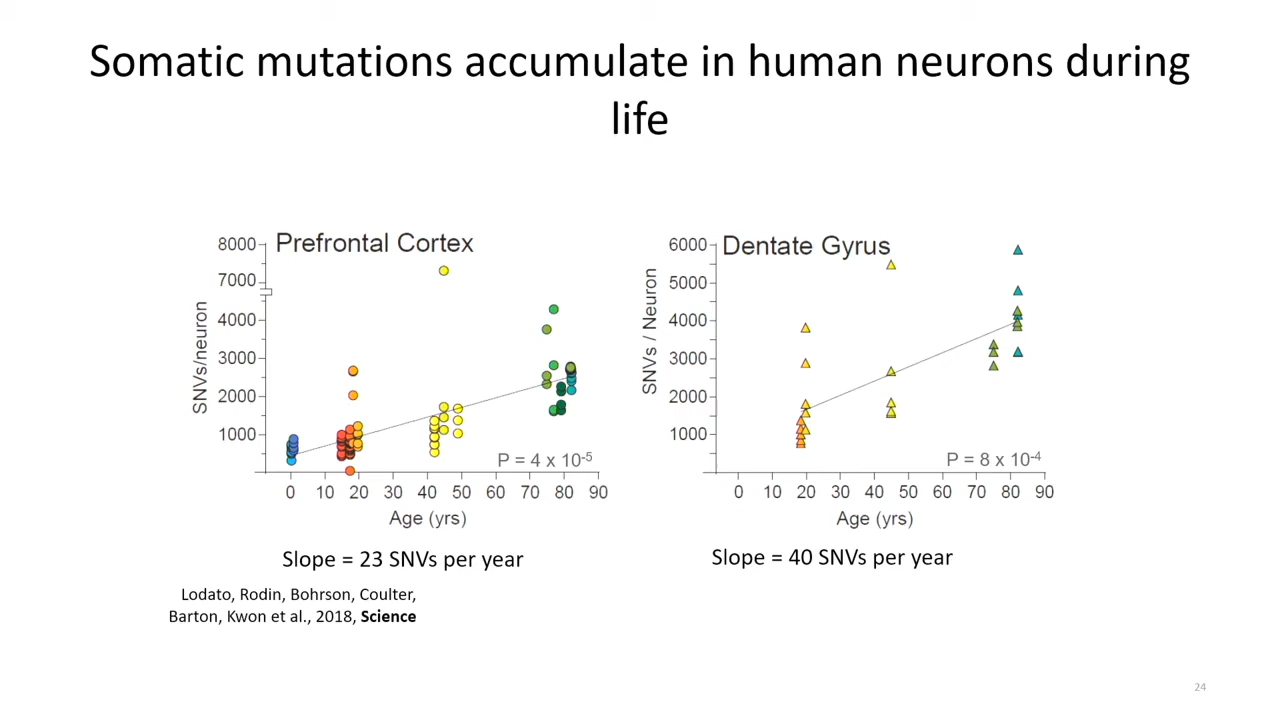 Somatic mutations accumulate in human neurons during
life
Prefrontal Cortex
8000
7000
4000
3000
2000
1000
SNVs/neuron
P = 4 x 10-5
0 10 20 30 40 50 60 70 80 90
Age (yrs)
Slope = 23 SNVs per year
Dentate Gyrus
6000
5000
4000
3000
2000
1000
SNVs / Neuron
P = 8 x 10-4
0 10 20 30 40 50 60 70 80 90
Age (yrs)
Slope = 40 SNVs per year
Lodato, Rodin, Bohrson, Coulter,
Barton, Kwon et al., 2018, Science
24